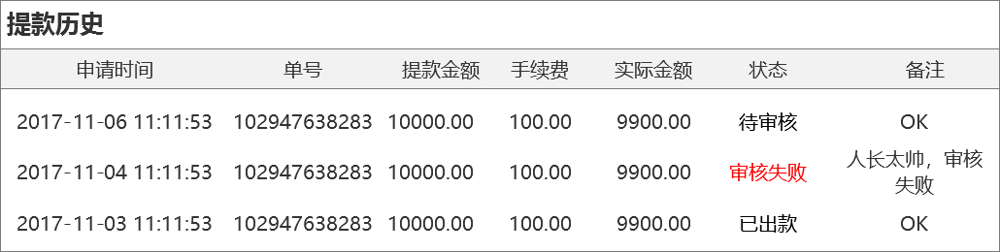 提款历史
申请时间 单号 提款金额 手续费 实际金额 状态 备注
2017-11-06 11:11:53 102947638283 10000.00 100.00 9900.00 待审核 OK
2017-11-04 11:11:53 102947638283 10000.00 100.00 9900.00 审核失败 人长太帅，审核
失败
2017-11-03 11:11:53 102947638283 10000.00 100.00 9900.00 已出款 OK